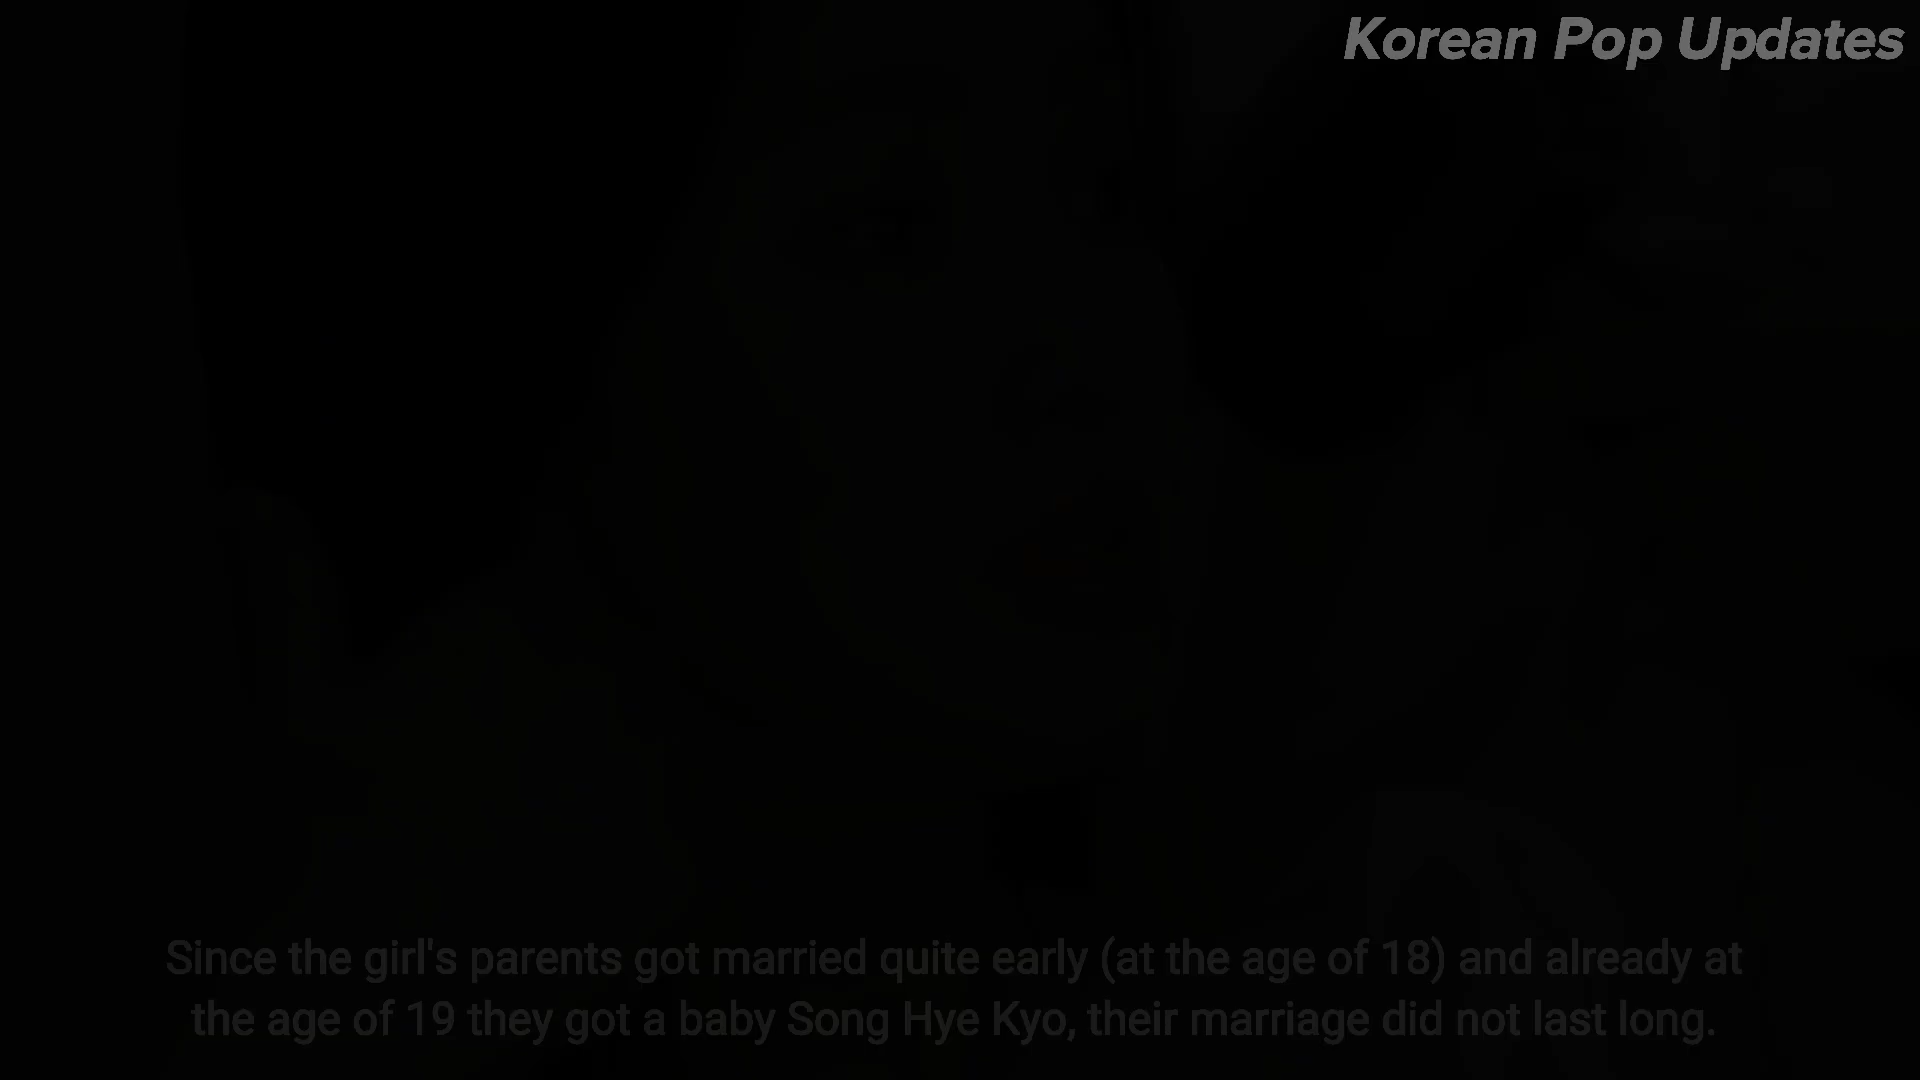 Korean Pop Updates
Since the girl's parents got married quite early (at the age of 18) and already at
the age of 19 they got a baby Song Hye Kyo, their marriage did not last long.